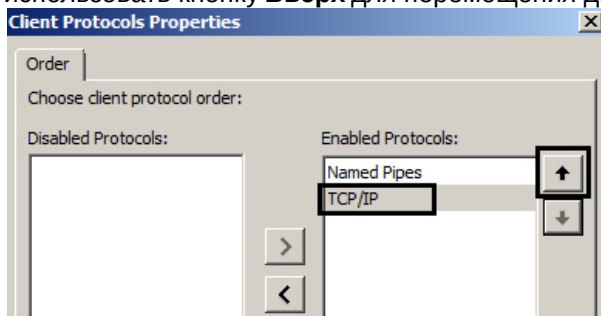 использовать кнопку Вверх для перемещения д
Client Protocols Properties
Order
Choose client protocol order:
Disabled Protocols:
Enabled Protocols:
Named Pipes
TCP/IP